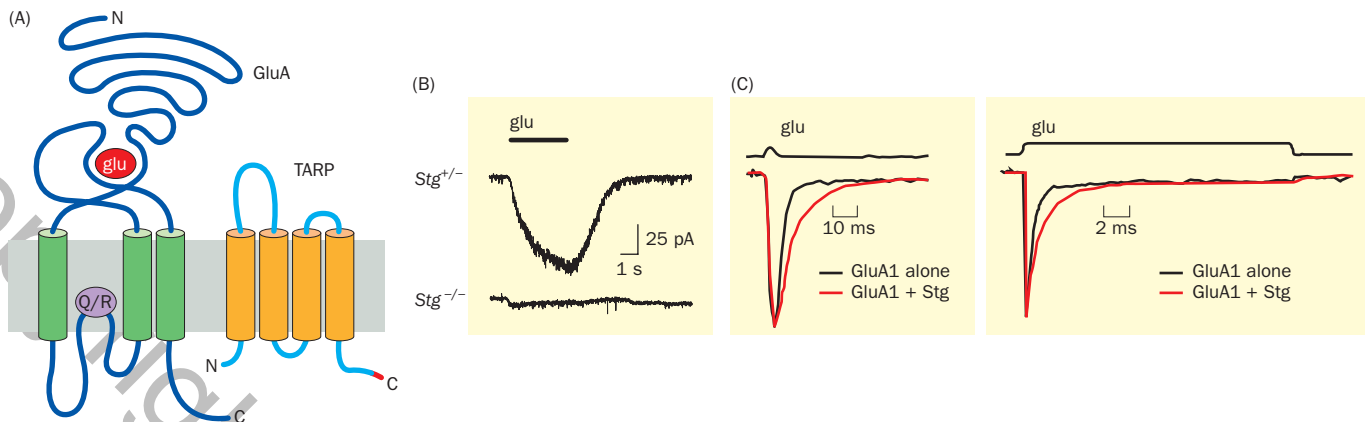 (A)
N
GluA
glu
TARP
Q/R
N
C
C
(B)
glu
Stg+/–
25 pA
1 s
Stg–/–
(C)
glu
10 ms
GluA1 alone
GluA1 + Stg
glu
2 ms
GluA1 alone
GluA1 + Stg